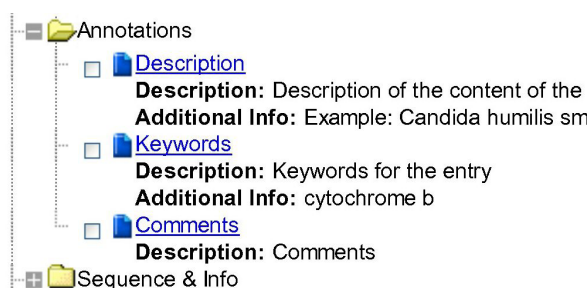 Annotations
Description
Description: Description of the content of the
Additional Info: Example: Candida humilis sm
Keywords
Description: Keywords for the entry
Additional Info: cytochrome b
Comments
Description: Comments
Sequence & Info